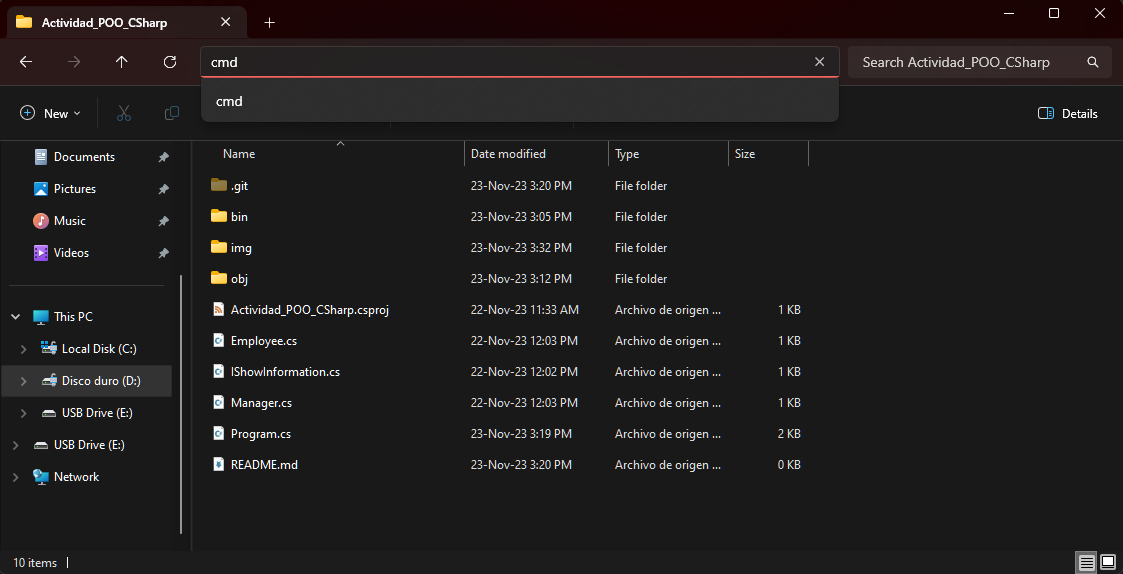 Actividad_POO_CSharp
cmd
Search Actividad_POO_CSharp
cmd
New
Details
Documents
Pictures
Music
Videos
This PC
Local Disk (C:)
Disco duro (D:)
USB Drive (E:)
USB Drive (E:)
Network
Name Date modified Type Size
.git 23-Nov-23 3:20 PM File folder
bin 23-Nov-23 3:05 PM File folder
img 23-Nov-23 3:32 PM File folder
obj 23-Nov-23 3:12 PM File folder
Actividad_POO_CSharp.csproj 22-Nov-23 11:33 AM Archivo de origen ... 1 KB
Employee.cs 22-Nov-23 12:03 PM Archivo de origen ... 1 KB
IShowInformation.cs 22-Nov-23 12:02 PM Archivo de origen ... 1 KB
Manager.cs 22-Nov-23 12:03 PM Archivo de origen ... 1 KB
Program.cs 23-Nov-23 3:19 PM Archivo de origen ... 2 KB
README.md 23-Nov-23 3:20 PM Archivo de origen ... 0 KB
10 items